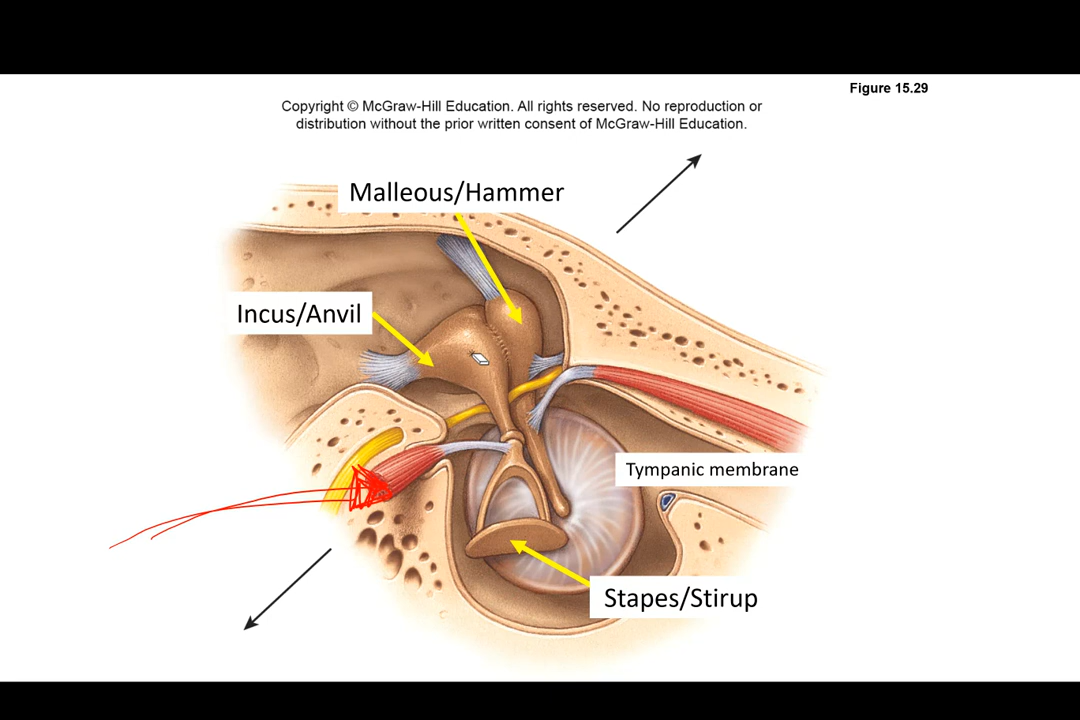 Figure 15.29
Copyright © McGraw-Hill Education. All rights reserved. No reproduction or
distribution without the prior written consent of McGraw-Hill Education.
Malleous/Hammer
Incus/Anvil
Tympanic membrane
Stapes/Stirup